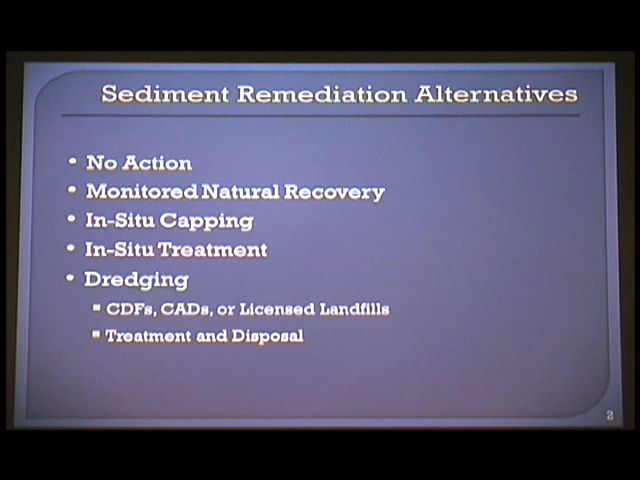 Sediment Remediation Alternatives
• No Action
• Monitored Natural Recovery
• In-Situ Capping
• In-Situ Treatment
• Dredging
▪ CDFs, CADs, or Licensed Landfills
▪ Treatment and Disposal
2